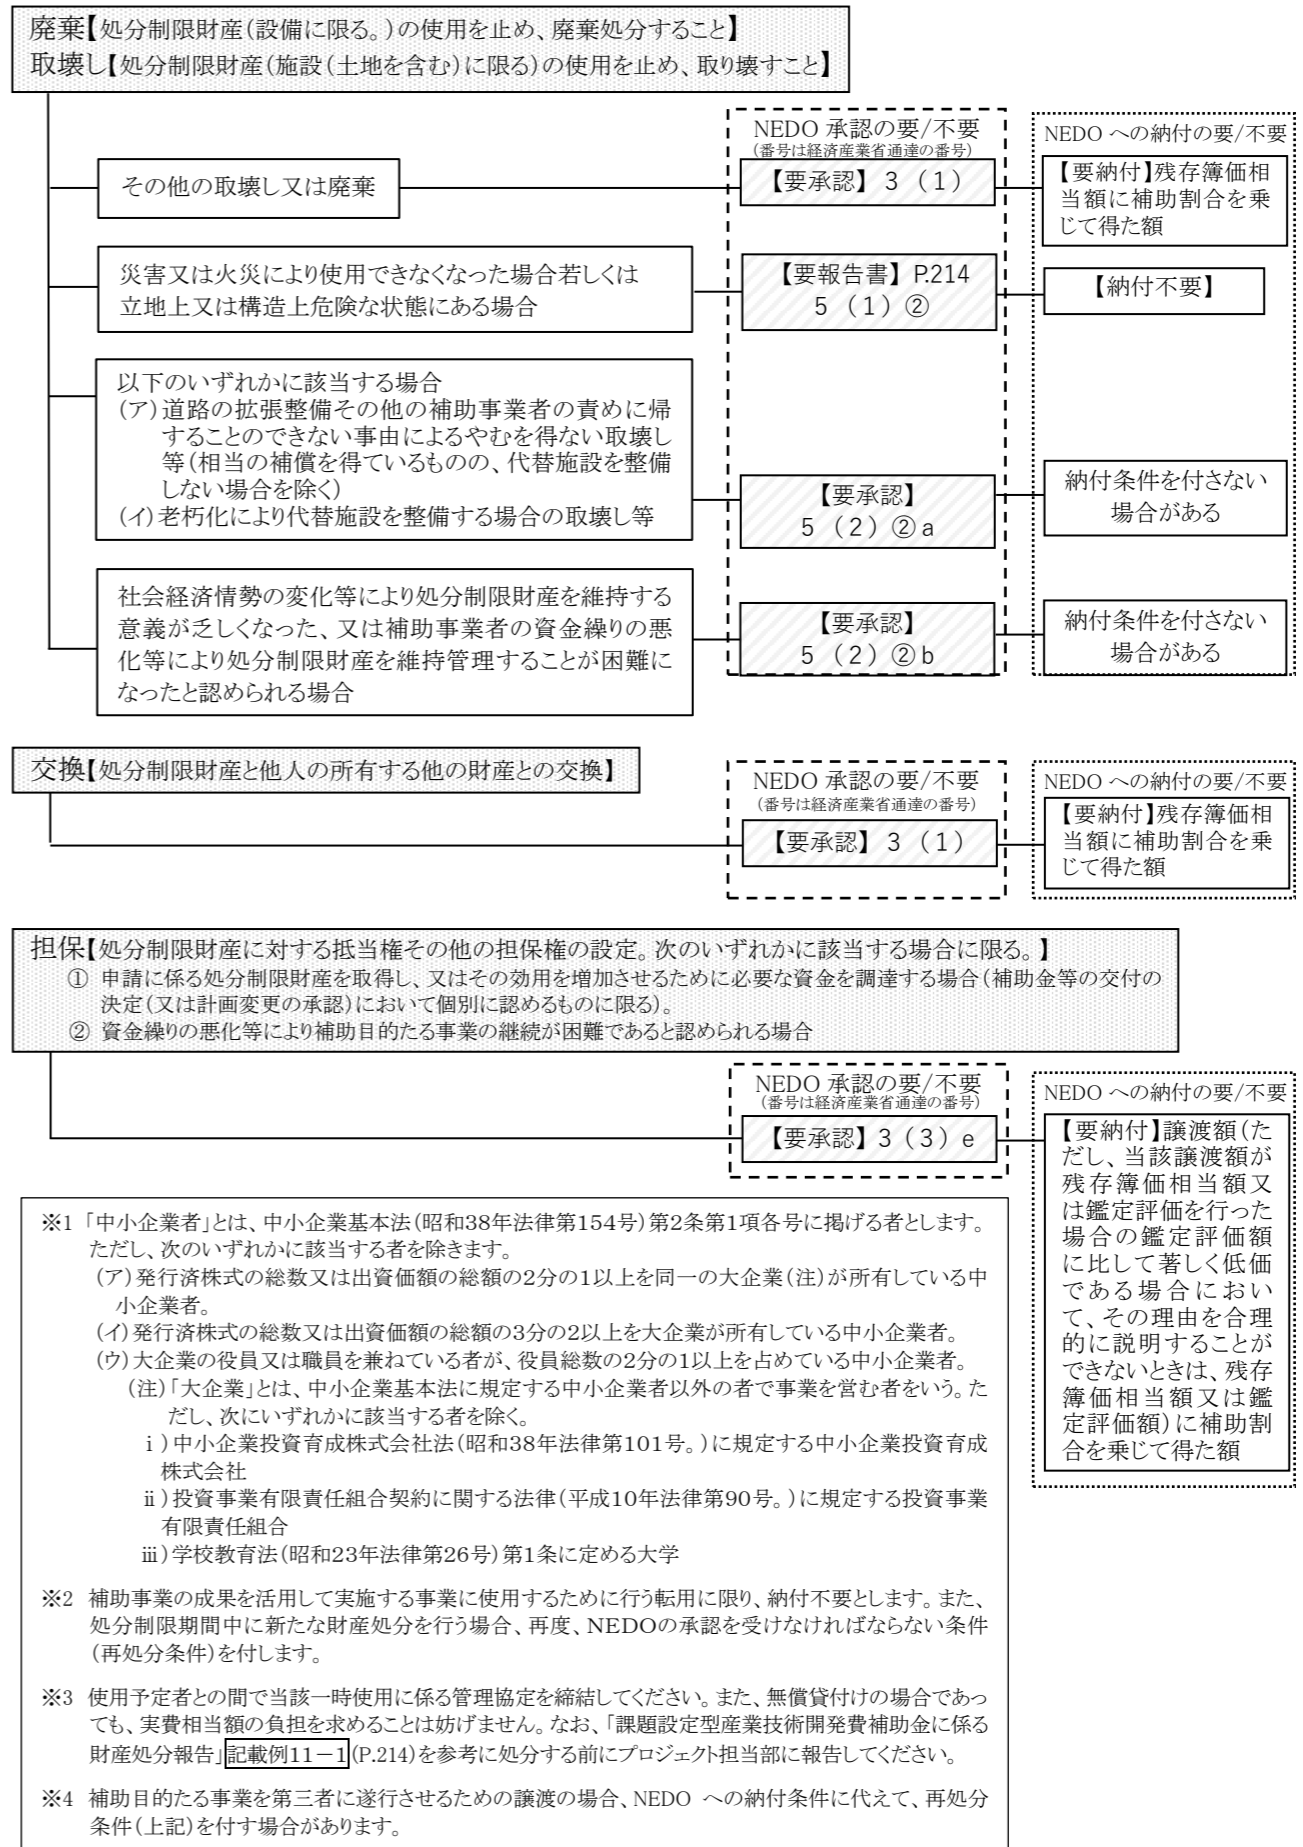 廃棄【処分制限財産(設備に限る。)の使用を止め、廃棄処分すること】
取壊し【処分制限財産(施設(土地を含む)に限る)の使用を止め、取り壊すこと】
NEDO 承認の要/不要
(番号は経済産業省通達の番号)
NEDO への納付の要/不要
その他の取壊し又は廃棄
【要承認】 3 (1)
【要納付】残存簿価相
当額に補助割合を乗
じて得た額
災害又は火災により使用できなくなった場合若しくは
立地上又は構造上危険な状態にある場合
【要報告書】 P.214
5 (1) ②
【納付不要】
以下のいずれかに該当する場合
(ア)道路の拡張整備その他の補助事業者の責めに帰
することのできない事由によるやむを得ない取壊し
等(相当の補償を得ているものの、代替施設を整備
しない場合を除く)
(イ)老朽化により代替施設を整備する場合の取壊し等
【要承認】
5 (2) ②a
納付条件を付さない
場合がある
社会経済情勢の変化等により処分制限財産を維持する
意義が乏しくなった、又は補助事業者の資金繰りの悪
化等により処分制限財産を維持管理することが困難に
なったと認められる場合
【要承認】
5 (2) ②b
納付条件を付さない
場合がある
交換【処分制限財産と他人の所有する他の財産との交換】
NEDO 承認の要/不要
(番号は経済産業省通達の番号)
NEDO への納付の要/不要
【要承認】 3 (1)
【要納付】残存簿価相
当額に補助割合を乗
じて得た額
担保【処分制限財産に対する抵当権その他の担保権の設定。次のいずれかに該当する場合に限る。】
① 申請に係る処分制限財産を取得し、又はその効用を増加させるために必要な資金を調達する場合(補助金等の交付の
決定(又は計画変更の承認)において個別に認めるものに限る)。
② 資金繰りの悪化等により補助目的たる事業の継続が困難であると認められる場合
NEDO 承認の要/不要
(番号は経済産業省通達の番号)
NEDO への納付の要/不要
【要承認】 3 (3) e
【要納付】譲渡額(た
だし、当該譲渡額が
残存簿価相当額又
は鑑定評価を行った
場合の鑑定評価額
に比して著しく低価
である場合におい
て、その理由を合理
的に説明することが
できないときは、残存
簿価相当額又は鑑
定評価額)に補助割
合を乗じて得た額
※1 「中小企業者」とは、中小企業基本法(昭和38年法律第154号)第2条第1項各号に掲げる者とします。
ただし、次のいずれかに該当する者を除きます。
(ア)発行済株式の総数又は出資価額の総額の2分の1以上を同一の大企業(注)が所有している中
小企業者。
(イ)発行済株式の総数又は出資価額の総額の3分の2以上を大企業が所有している中小企業者。
(ウ)大企業の役員又は職員を兼ねている者が、役員総数の2分の1以上を占めている中小企業者。
(注)「大企業」とは、中小企業基本法に規定する中小企業者以外の者で事業を営む者をいう。た
だし、次にいずれかに該当する者を除く。
ⅰ)中小企業投資育成株式会社法(昭和38年法律第101号。)に規定する中小企業投資育成
株式会社
ⅱ)投資事業有限責任組合契約に関する法律(平成10年法律第90号。)に規定する投資事業
有限責任組合
ⅲ)学校教育法(昭和23年法律第26号)第1条に定める大学
※2 補助事業の成果を活用して実施する事業に使用するために行う転用に限り、納付不要とします。また、
処分制限期間中に新たな財産処分を行う場合、再度、NEDOの承認を受けなければならない条件
(再処分条件)を付します。
※3 使用予定者との間で当該一時使用に係る管理協定を締結してください。また、無償貸付けの場合であっ
ても、実費相当額の負担を求めることは妨げません。なお、「課題設定型産業技術開発費補助金に係る
財産処分報告」記載例11-1(P.214)を参考に処分する前にプロジェクト担当部に報告してください。
※4 補助目的たる事業を第三者に遂行させるための譲渡の場合、NEDO への納付条件に代えて、再処分
条件(上記)を付す場合があります。